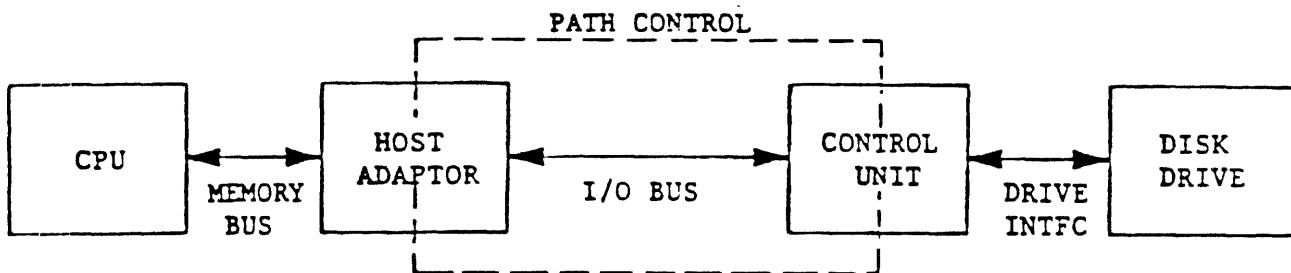 PATH CONTROL
CPU
MEMORY
BUS
HOST
ADAPTOR
I/O BUS
CONTROL
UNIT
DRIVE
INTFC
DISK
DRIVE